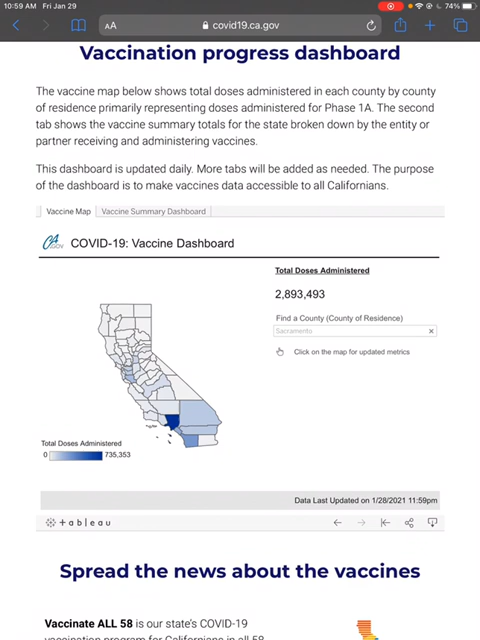 10:59 AM Fri Jan 29
74%
AA
covid19.ca.gov
Vaccination progress dashboard
The vaccine map below shows total doses administered in each county by county
of residence primarily representing doses administered for Phase 1A. The second
tab shows the vaccine summary totals for the state broken down by the entity or
partner receiving and administering vaccines.
This dashboard is updated daily. More tabs will be added as needed. The purpose
of the dashboard is to make vaccines data accessible to all Californians.
Vaccine Map
Vaccine Summary Dashboard
CA.GOV
COVID-19: Vaccine Dashboard
Total Doses Administered
2,893,493
Find a County (County of Residence)
Sacramento
Click on the map for updated metrics
Total Doses Administered
0
735,353
Data Last Updated on 1/28/2021 11:59pm
+ a b l e a u
Spread the news about the vaccines
Vaccinate ALL 58 is our state's COVID-19
vaccination program for Californians in all 58